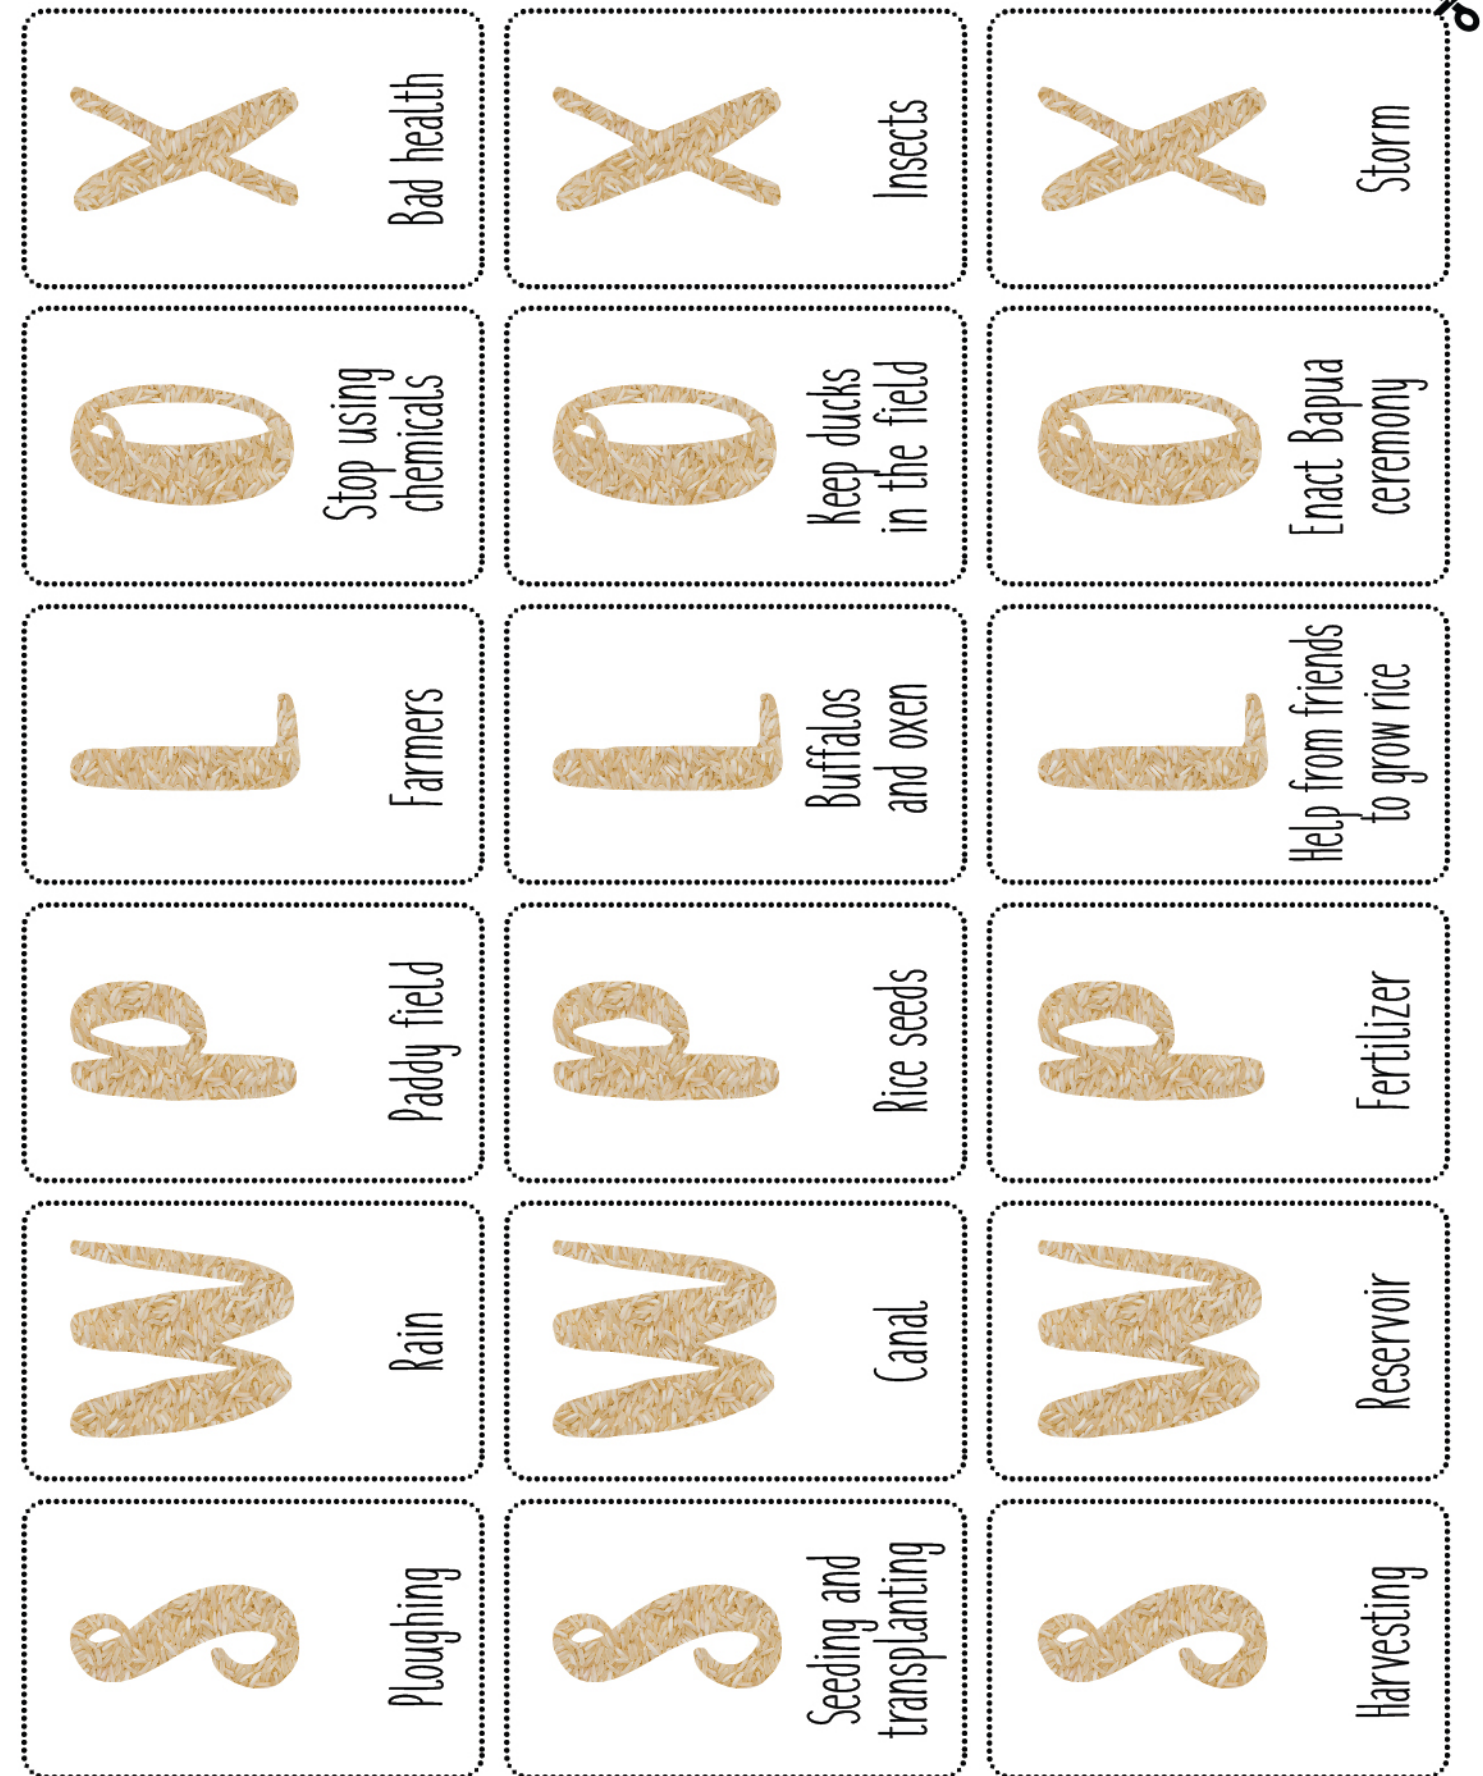 S
Ploughing
W
Rain
P
Paddy field
L
Farmers
O
Stop using
chemicals
X
Bad health
S
Seeding and
transplanting
W
Canal
P
Rice seeds
L
Buffalos
and oxen
O
Keep ducks
in the field
X
Insects
S
Harvesting
W
Reservoir
P
Fertilizer
L
Help from friends
to grow rice
O
Enact Bapua
ceremony
X
Storm